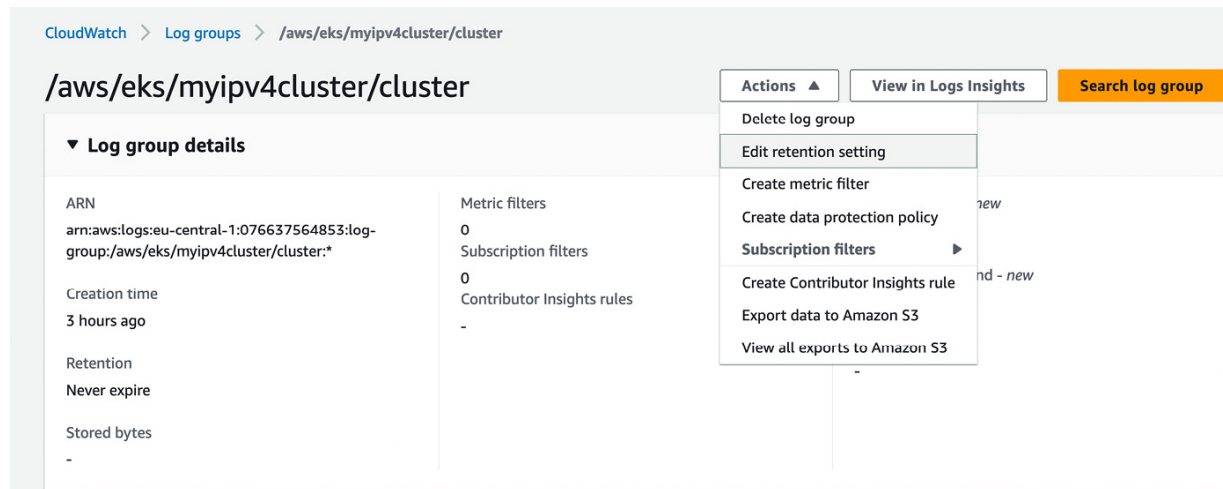 CloudWatch > Log groups > /aws/eks/myipv4cluster/cluster
/aws/eks/myipv4cluster/cluster
Actions ▲
View in Logs Insights
Search log group
Delete log group
Edit retention setting
Create metric filter
Create data protection policy
Subscription filters ▶
Create Contributor Insights rule
Export data to Amazon S3
View all exports to Amazon S3
▼ Log group details
ARN
arn:aws:logs:eu-central-1:076637564853:log-
group:/aws/eks/myipv4cluster/cluster:*
Creation time
3 hours ago
Retention
Never expire
Stored bytes
-
Metric filters
0
Subscription filters
0
Contributor Insights rules
-
new
nd - new
-